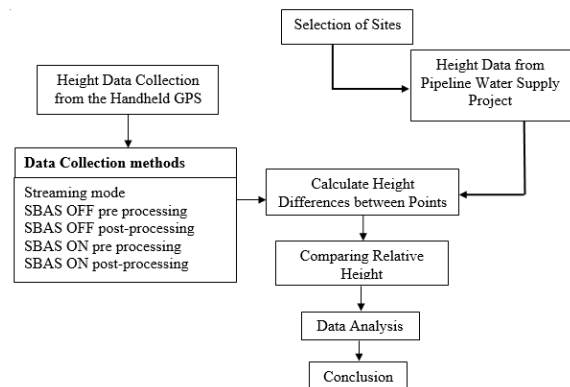 Selection of Sites
Height Data Collection
from the Handheld GPS
Height Data from
Pipeline Water Supply
Project
Data Collection methods
Streaming mode
SBAS OFF pre processing
SBAS OFF post-processing
SBAS ON pre processing
SBAS ON post-processing
Calculate Height
Differences between Points
Comparing Relative
Height
Data Analysis
Conclusion